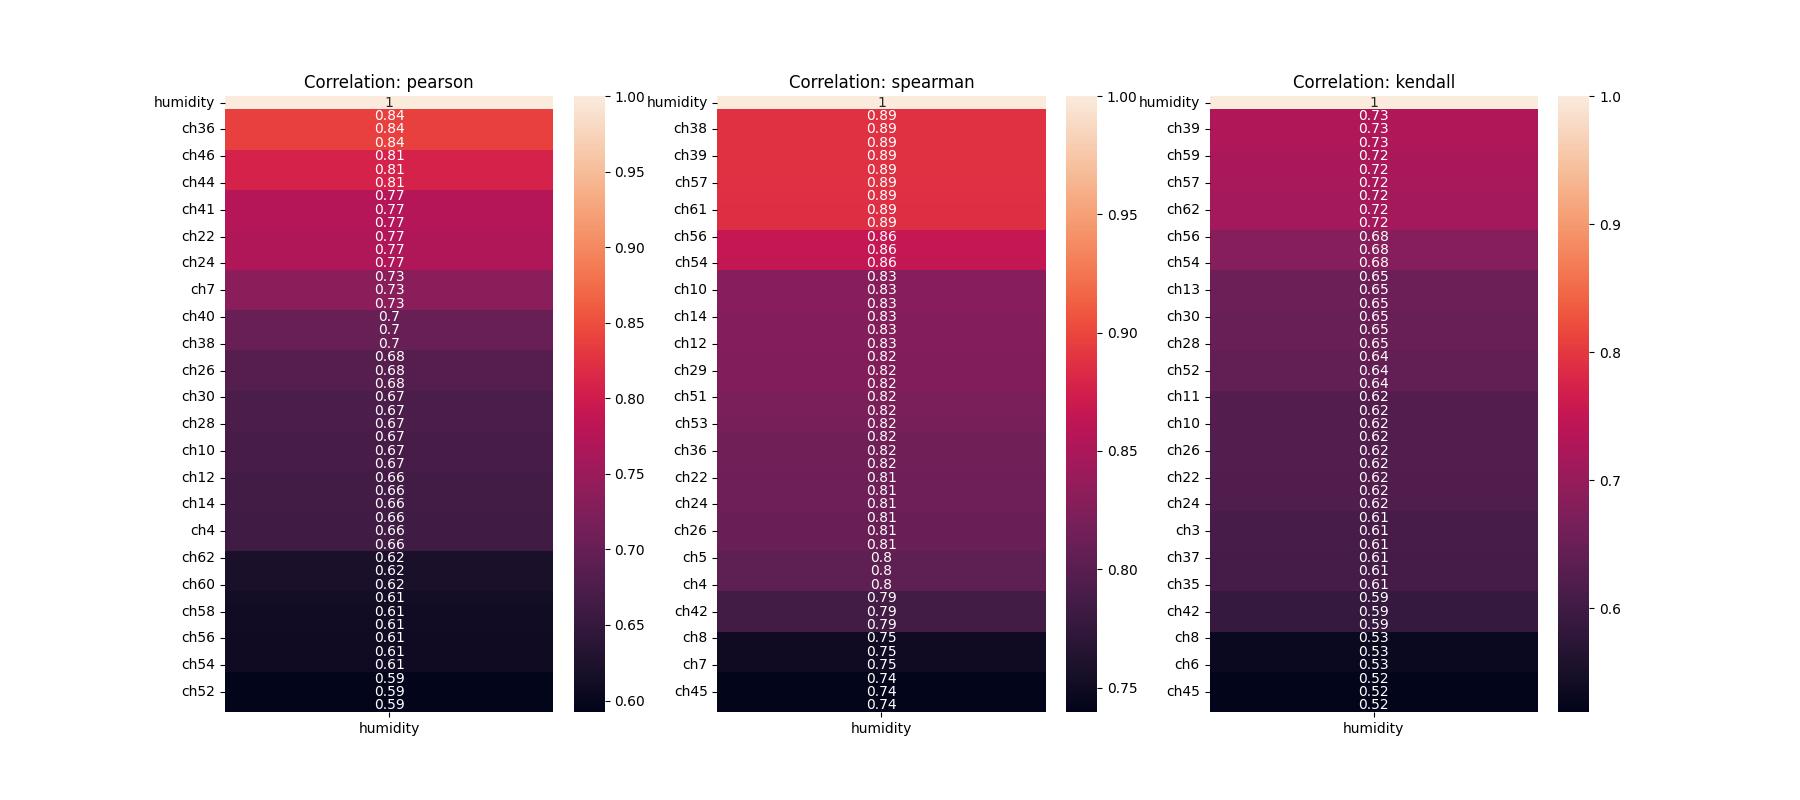 Correlation: pearson
humidity 1
0.84
ch36 0.84
0.84
ch46 0.81
0.81
ch44 0.81
0.77
ch41 0.77
0.77
ch22 0.77
0.77
ch24 0.77
0.73
ch7 0.73
0.73
ch40 0.7
0.7
ch38 0.7
0.68
ch26 0.68
0.68
ch30 0.67
0.67
ch28 0.67
0.67
ch10 0.67
0.67
ch12 0.66
0.66
ch14 0.66
0.66
ch4 0.66
0.66
ch62 0.62
0.62
ch60 0.62
0.61
ch58 0.61
0.61
ch56 0.61
0.61
ch54 0.61
0.59
ch52 0.59
0.59
humidity
1.00
0.95
0.90
0.85
0.80
0.75
0.70
0.65
0.60
Correlation: spearman
humidity 1
0.89
ch38 0.89
0.89
ch39 0.89
0.89
ch57 0.89
0.89
ch61 0.89
0.89
ch56 0.86
0.86
ch54 0.86
0.83
ch10 0.83
0.83
ch14 0.83
0.83
ch12 0.83
0.82
ch29 0.82
0.82
ch51 0.82
0.82
ch53 0.82
0.82
ch36 0.82
0.82
ch22 0.81
0.81
ch24 0.81
0.81
ch26 0.81
0.81
ch5 0.8
0.8
ch4 0.8
0.79
ch42 0.79
0.79
ch8 0.75
0.75
ch7 0.75
0.74
ch45 0.74
0.74
humidity
1.00
0.95
0.90
0.85
0.80
0.75
Correlation: kendall
humidity 1
0.73
ch39 0.73
0.73
ch59 0.72
0.72
ch57 0.72
0.72
ch62 0.72
0.72
ch56 0.68
0.68
ch54 0.68
0.65
ch13 0.65
0.65
ch30 0.65
0.65
ch28 0.65
0.64
ch52 0.64
0.64
ch11 0.62
0.62
ch10 0.62
0.62
ch26 0.62
0.62
ch22 0.62
0.62
ch24 0.62
0.61
ch3 0.61
0.61
ch37 0.61
0.61
ch35 0.61
0.59
ch42 0.59
0.59
ch8 0.53
0.53
ch6 0.53
0.52
ch45 0.52
0.52
humidity
1.0
0.9
0.8
0.7
0.6